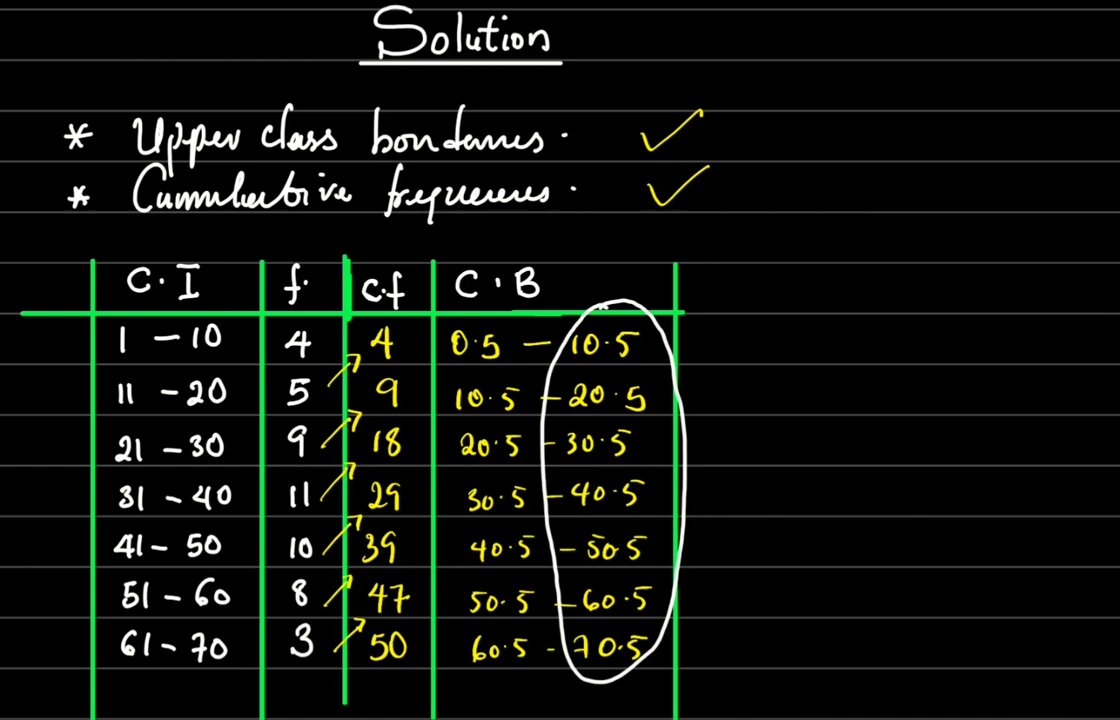 Solution
* Upper class bondaries.
* Cumulative frequencies.
C.I f. c.f C.B
1 - 10 4 4 0.5 - 10.5
11 - 20 5 9 10.5 - 20.5
21 - 30 9 18 20.5 - 30.5
31 - 40 11 29 30.5 - 40.5
41 - 50 10 39 40.5 - 50.5
51 - 60 8 47 50.5 - 60.5
61 - 70 3 50 60.5 - 70.5